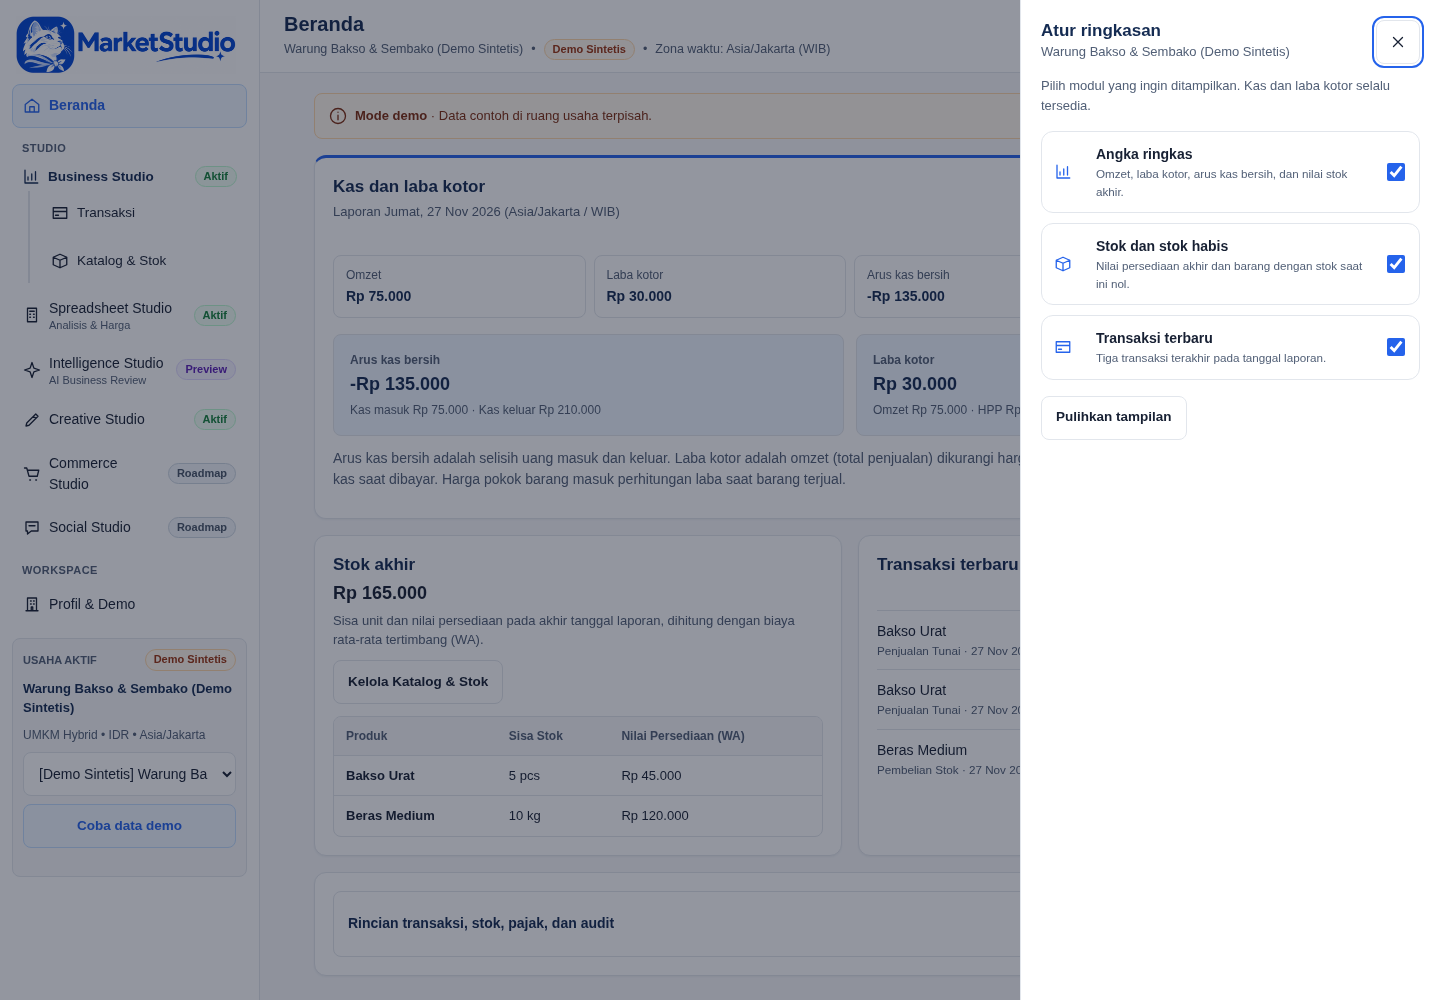 MarketStudio
Beranda
STUDIO
Business Studio
Aktif
Transaksi
Katalog & Stok
Spreadsheet Studio
Analisis & Harga
Aktif
Intelligence Studio
AI Business Review
Preview
Creative Studio
Aktif
Commerce
Studio
Roadmap
Social Studio
Roadmap
WORKSPACE
Profil & Demo
USAHA AKTIF
Demo Sintetis
Warung Bakso & Sembako (Demo
Sintetis)
UMKM Hybrid • IDR • Asia/Jakarta
[Demo Sintetis] Warung Ba
Coba data demo
Beranda
Warung Bakso & Sembako (Demo Sintetis) • Demo Sintetis • Zona waktu: Asia/Jakarta (WIB)
Mode demo · Data contoh di ruang usaha terpisah.
Kas dan laba kotor
Laporan Jumat, 27 Nov 2026 (Asia/Jakarta / WIB)
Omzet
Rp 75.000
Laba kotor
Rp 30.000
Arus kas bersih
-Rp 135.000
Arus kas bersih
-Rp 135.000
Kas masuk Rp 75.000 · Kas keluar Rp 210.000
Laba kotor
Rp 30.000
Omzet Rp 75.000 · HPP Rp
Arus kas bersih adalah selisih uang masuk dan keluar. Laba kotor adalah omzet (total penjualan) dikurangi harg
kas saat dibayar. Harga pokok barang masuk perhitungan laba saat barang terjual.
Stok akhir
Rp 165.000
Sisa unit dan nilai persediaan pada akhir tanggal laporan, dihitung dengan biaya
rata-rata tertimbang (WA).
Kelola Katalog & Stok
Produk Sisa Stok Nilai Persediaan (WA)
Bakso Urat 5 pcs Rp 45.000
Beras Medium 10 kg Rp 120.000
Transaksi terbaru
Bakso Urat
Penjualan Tunai · 27 Nov 20
Bakso Urat
Penjualan Tunai · 27 Nov 20
Beras Medium
Pembelian Stok · 27 Nov 20
Rincian transaksi, stok, pajak, dan audit
Atur ringkasan
Warung Bakso & Sembako (Demo Sintetis)
Pilih modul yang ingin ditampilkan. Kas dan laba kotor selalu
tersedia.
Angka ringkas
Omzet, laba kotor, arus kas bersih, dan nilai stok
akhir.
Stok dan stok habis
Nilai persediaan akhir dan barang dengan stok saat
ini nol.
Transaksi terbaru
Tiga transaksi terakhir pada tanggal laporan.
Pulihkan tampilan